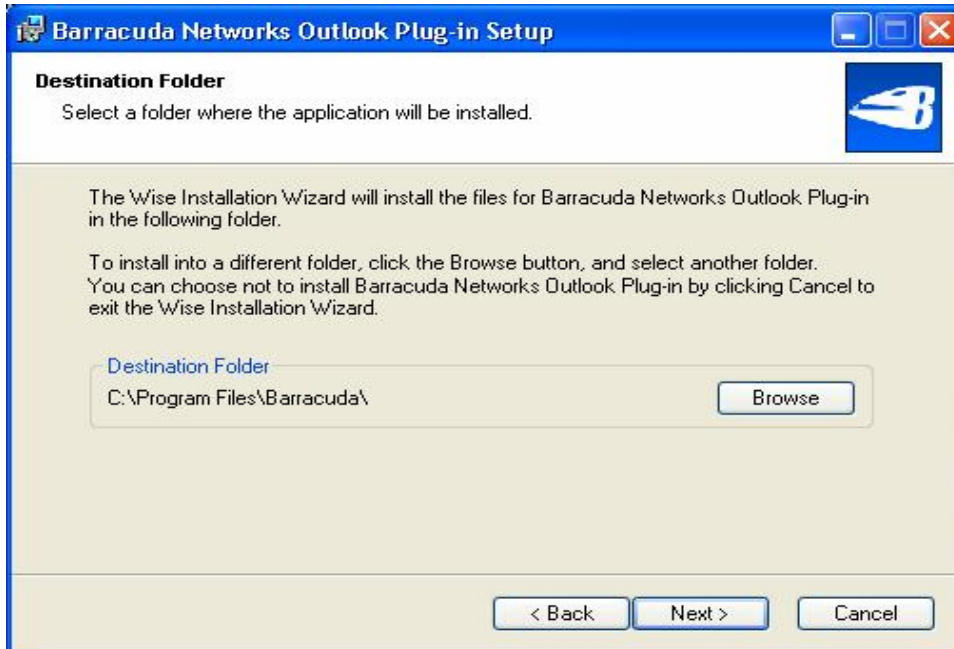 Barracuda Networks Outlook Plug-in Setup
Destination Folder
Select a folder where the application will be installed.
B
The Wise Installation Wizard will install the files for Barracuda Networks Outlook Plug-in
in the following folder.
To install into a different folder, click the Browse button, and select another folder.
You can choose not to install Barracuda Networks Outlook Plug-in by clicking Cancel to
exit the Wise Installation Wizard.
Destination Folder
C:\Program Files\Barracuda\
Browse
< Back
Next >
Cancel